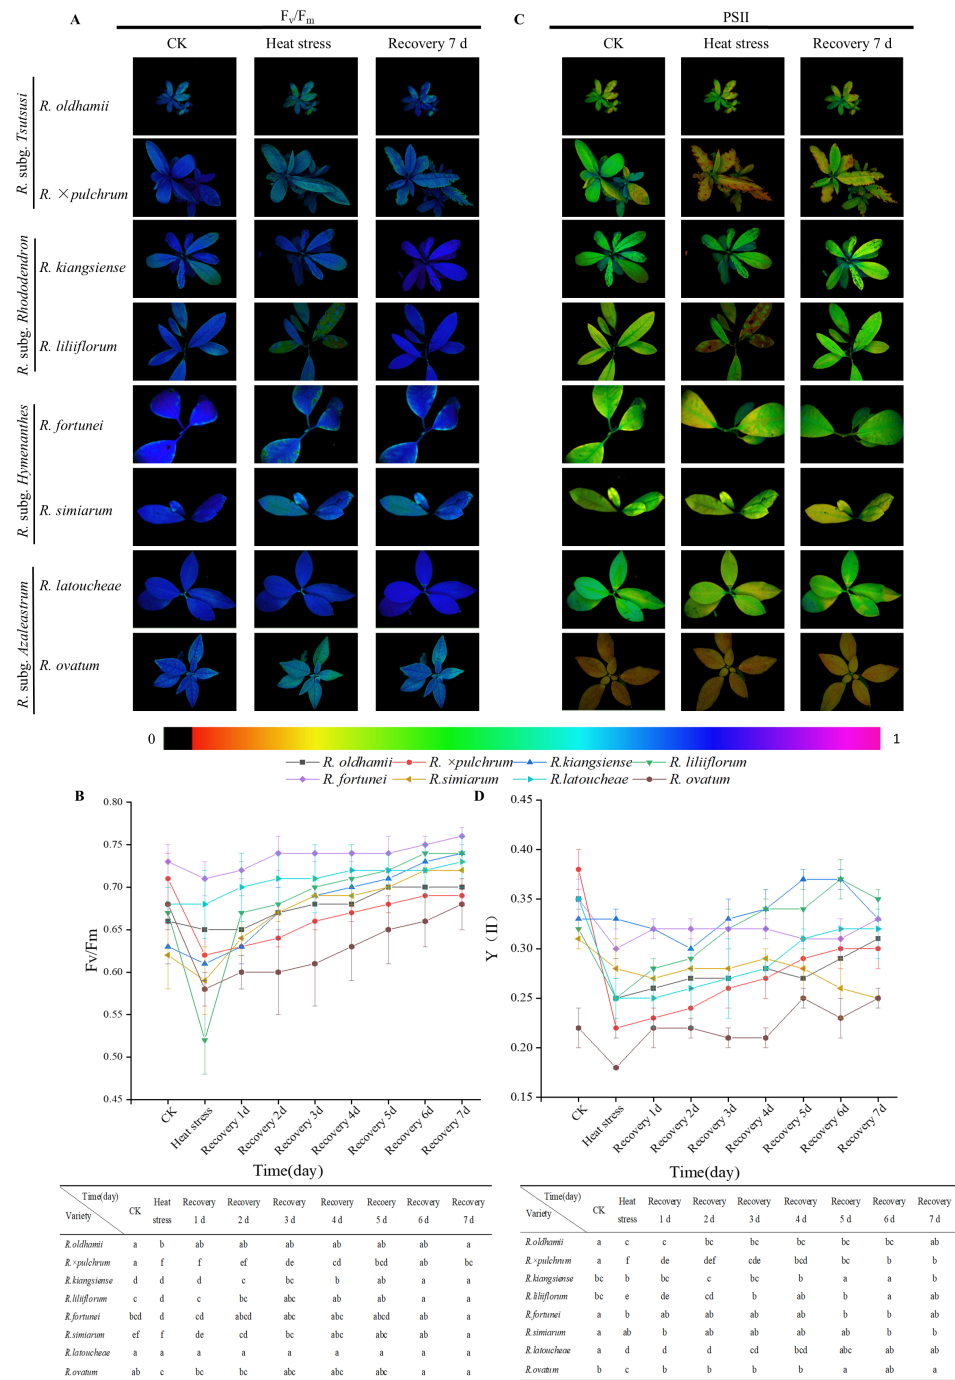 A
Fv/Fm
CK Heat stress Recovery 7 d
C
PSII
CK Heat stress Recovery 7 d
R. subg. Tsutsusi
R. oldhamii
R. ×pulchrum
R. subg. Rhododendron
R. kiangsiense
R. liliiflorum
R. subg. Hymenanthes
R. fortunei
R. simiarum
R. subg. Azaleastrum
R. latoucheae
R. ovatum
0 1
R. oldhamii R. ×pulchrum R.kiangsiense R. liliiflorum
R. fortunei R.simiarum R.latoucheae R. ovatum
B
Fv/Fm
0.80
0.75
0.70
0.65
0.60
0.55
0.50
0.45
CK Heat stress Recovery 1d Recovery 2d Recovery 3d Recovery 4d Recovery 5d Recovery 6d Recovery 7d
Time(day)
D
Y（II）
0.45
0.40
0.35
0.30
0.25
0.20
0.15
CK Heat stress Recovery 1d Recovery 2d Recovery 3d Recovery 4d Recovery 5d Recovery 6d Recovery 7d
Time(day)
Time(day) Variety CK Heat stress Recovery 1 d Recovery 2 d Recovery 3 d Recovery 4 d Recoery 5 d Recovery 6 d Recovery 7 d
R.oldhamii a b ab ab ab ab ab ab a
R.×pulchrum a f f ef de cd bcd ab bc
R.kiangsiense d d d c bc b ab a a
R.liliiflorum c d c bc abc ab ab a a
R.fortunei bcd d cd abcd abc abc abcd ab a
R.simiarum ef f de cd bc abc abc ab a
R.latoucheae a a a a a a a a a
R.ovatum ab c bc bc abc abc abc a a
Time(day) Variety CK Heat stress Recovery 1 d Recovery 2 d Recovery 3 d Recovery 4 d Recoery 5 d Recovery 6 d Recovery 7 d
R.oldhamii a c c bc bc bc bc bc ab
R.×pulchrum a f de def cde bcd bc b b
R.kiangsiense bc b bc c bc b a a b
R.liliiflorum bc e de cd b ab b a ab
R.fortunei a b ab ab ab ab b b ab
R.simiarum a ab b ab ab ab ab b b
R.latoucheae a d d d cd bcd abc ab ab
R.ovatum b c b b b b a ab a